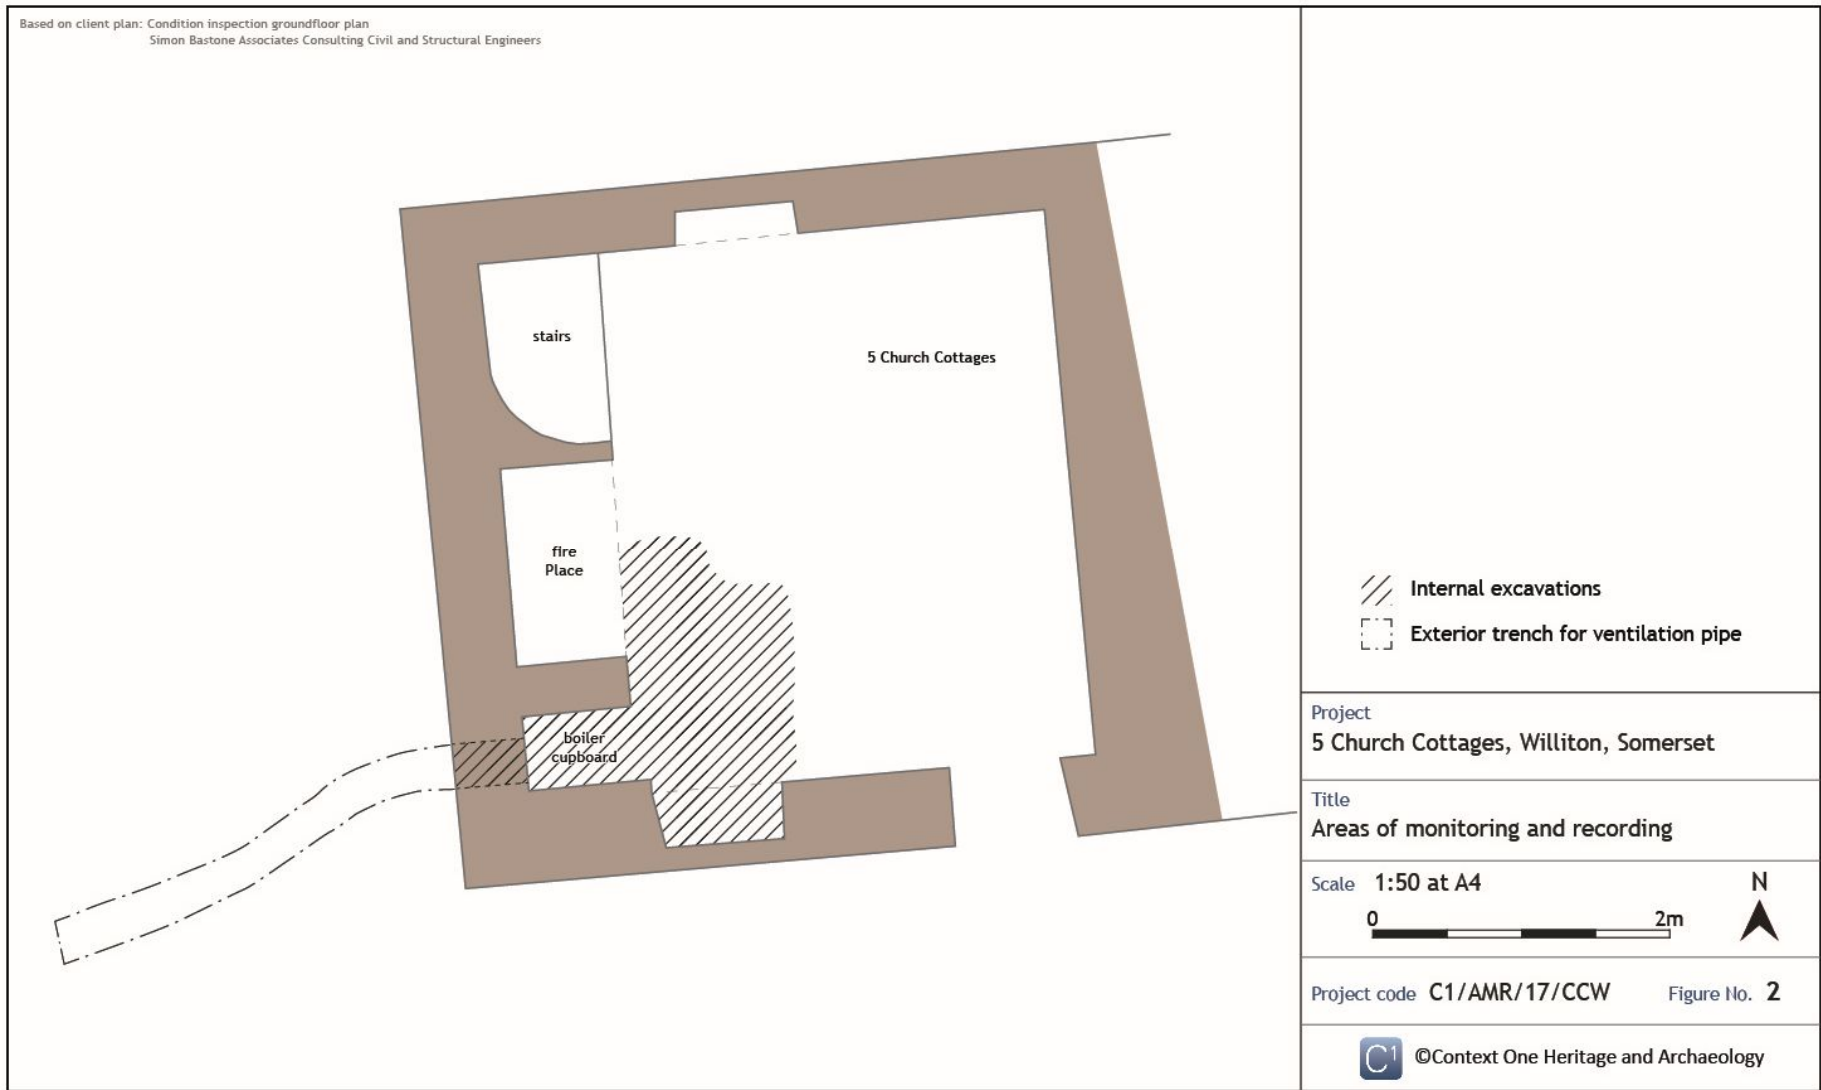 Based on client plan: Condition inspection groundfloor plan
Simon Bastone Associates Consulting Civil and Structural Engineers
stairs
5 Church Cottages
fire
Place
boiler
cupboard
Internal excavations
Exterior trench for ventilation pipe
Project
5 Church Cottages, Williton, Somerset
Title
Areas of monitoring and recording
Scale 1:50 at A4
N
0 2m
Project code C1/AMR/17/CCW Figure No. 2
C1 ©Context One Heritage and Archaeology